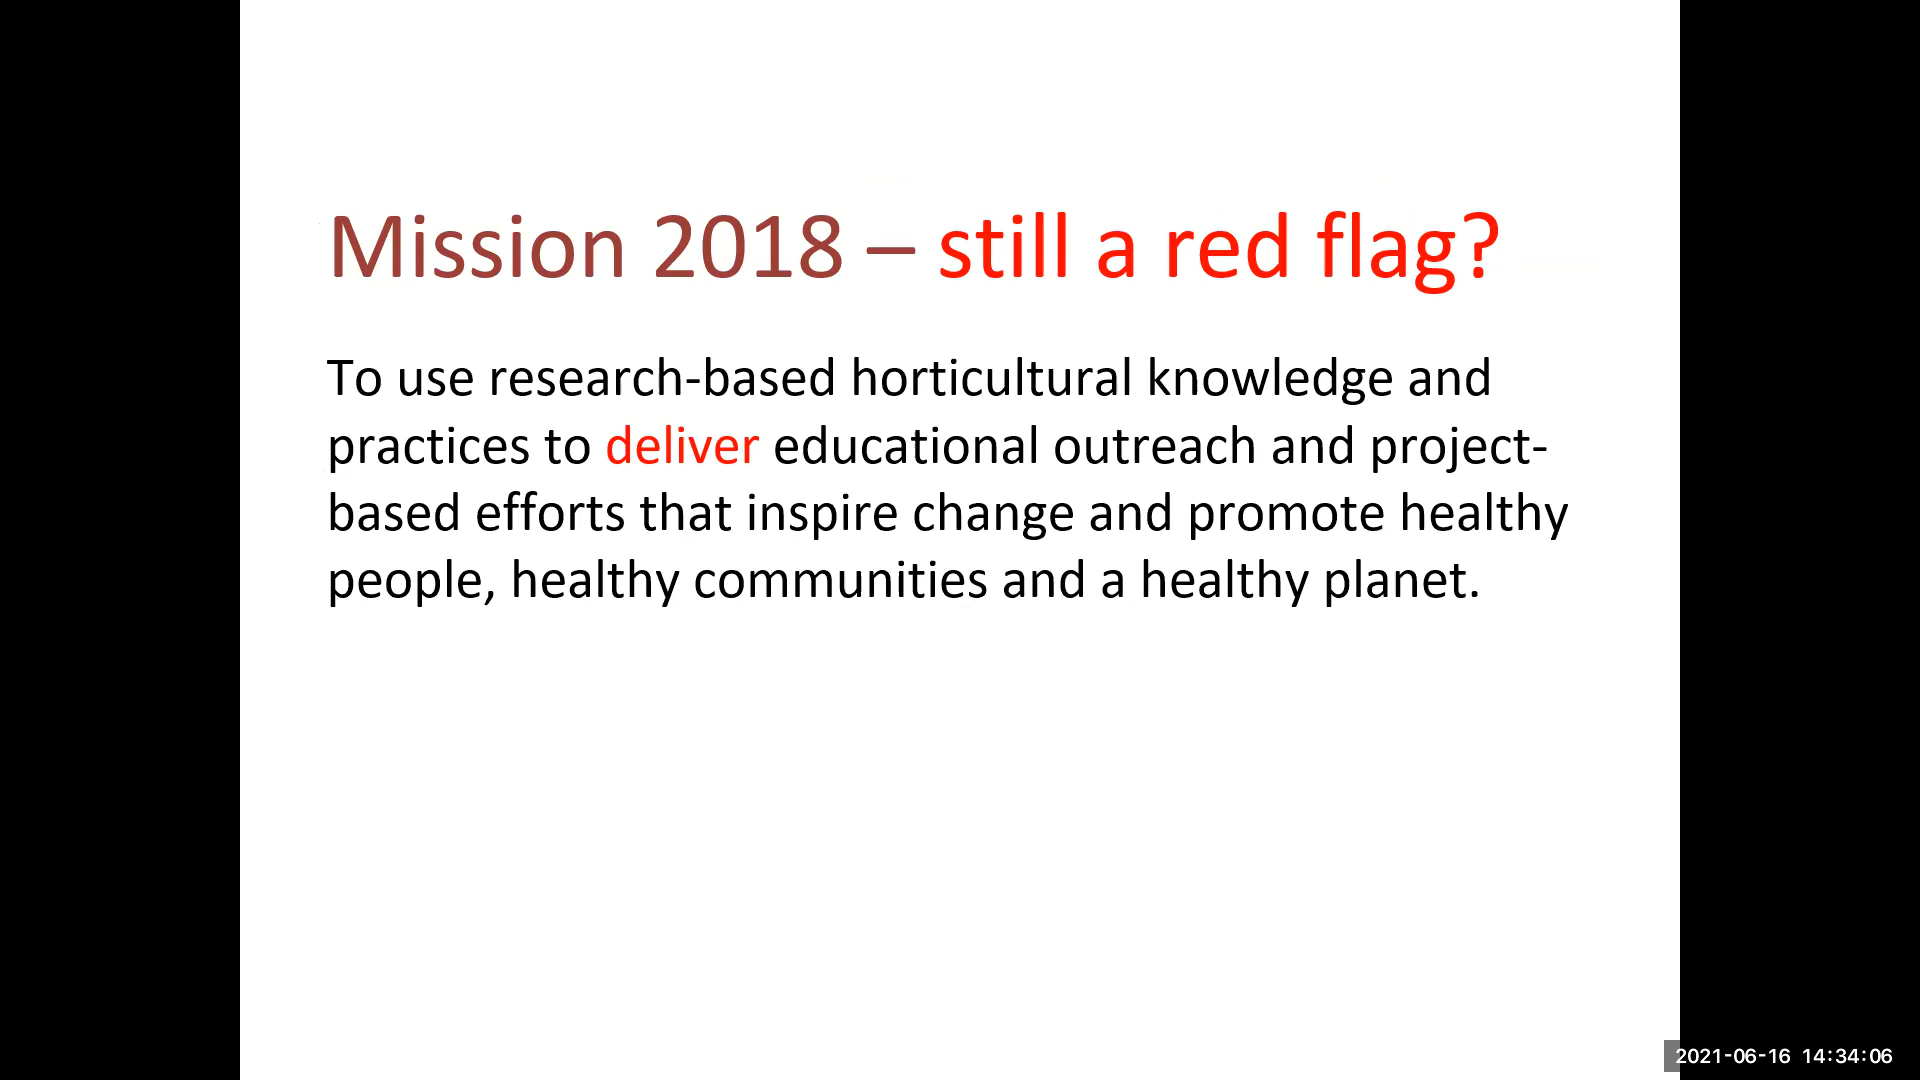 Mission 2018 – still a red flag?
To use research-based horticultural knowledge and
practices to deliver educational outreach and project-
based efforts that inspire change and promote healthy
people, healthy communities and a healthy planet.
2021-06-16 14:34:06